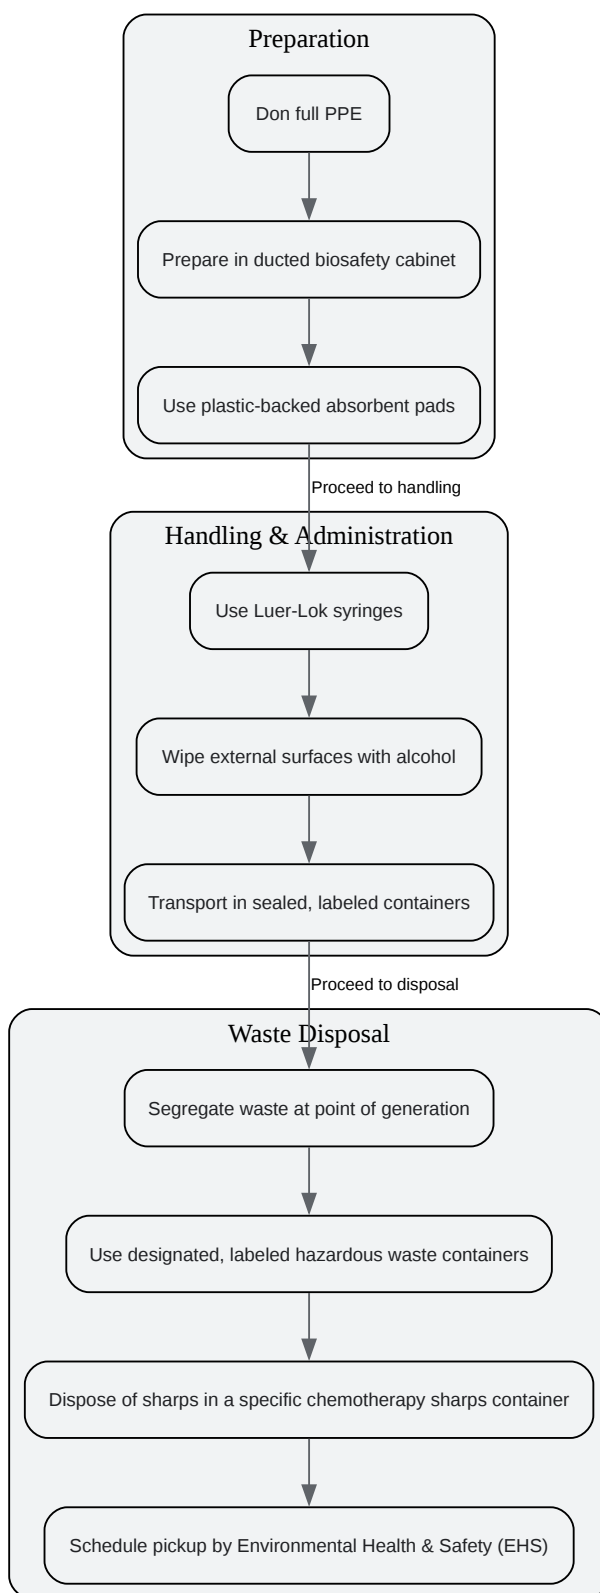 Preparation
Don full PPE
Prepare in ducted biosafety cabinet
Use plastic-backed absorbent pads
Proceed to handling
Handling & Administration
Use Luer-Lok syringes
Wipe external surfaces with alcohol
Transport in sealed, labeled containers
Proceed to disposal
Waste Disposal
Segregate waste at point of generation
Use designated, labeled hazardous waste containers
Dispose of sharps in a specific chemotherapy sharps container
Schedule pickup by Environmental Health & Safety (EHS)